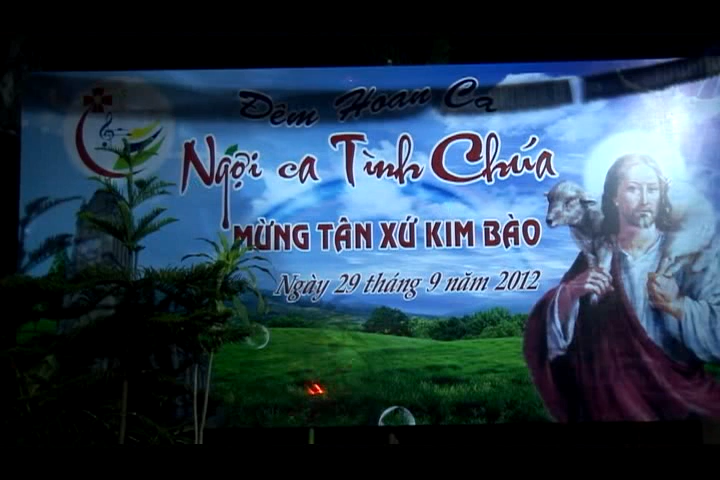 Đêm Hoan Ca
Ngợi ca Tình Chúa
MỪNG TÂN XỨ KIM BÀO
Ngày 29 tháng 9 năm 2012